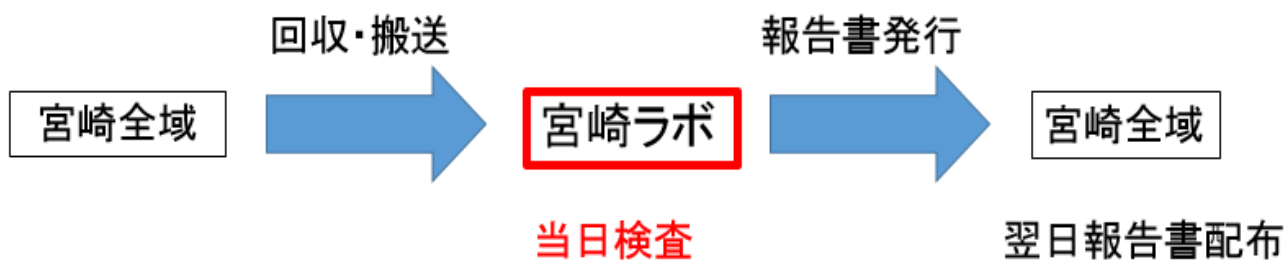 回収・搬送
報告書発行
宮崎全域
宮崎ラボ
宮崎全域
当日検査
翌日報告書配布